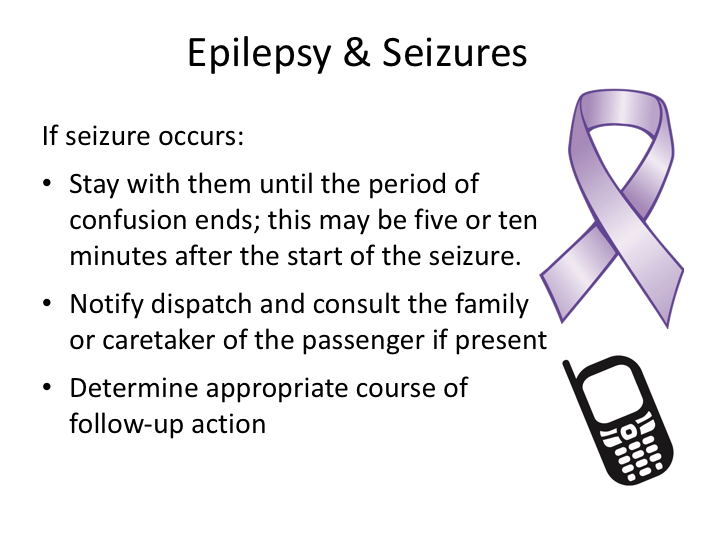 Epilepsy & Seizures
If seizure occurs:
• Stay with them until the period of
confusion ends; this may be five or ten
minutes after the start of the seizure.
• Notify dispatch and consult the family
or caretaker of the passenger if present
• Determine appropriate course of
follow-up action